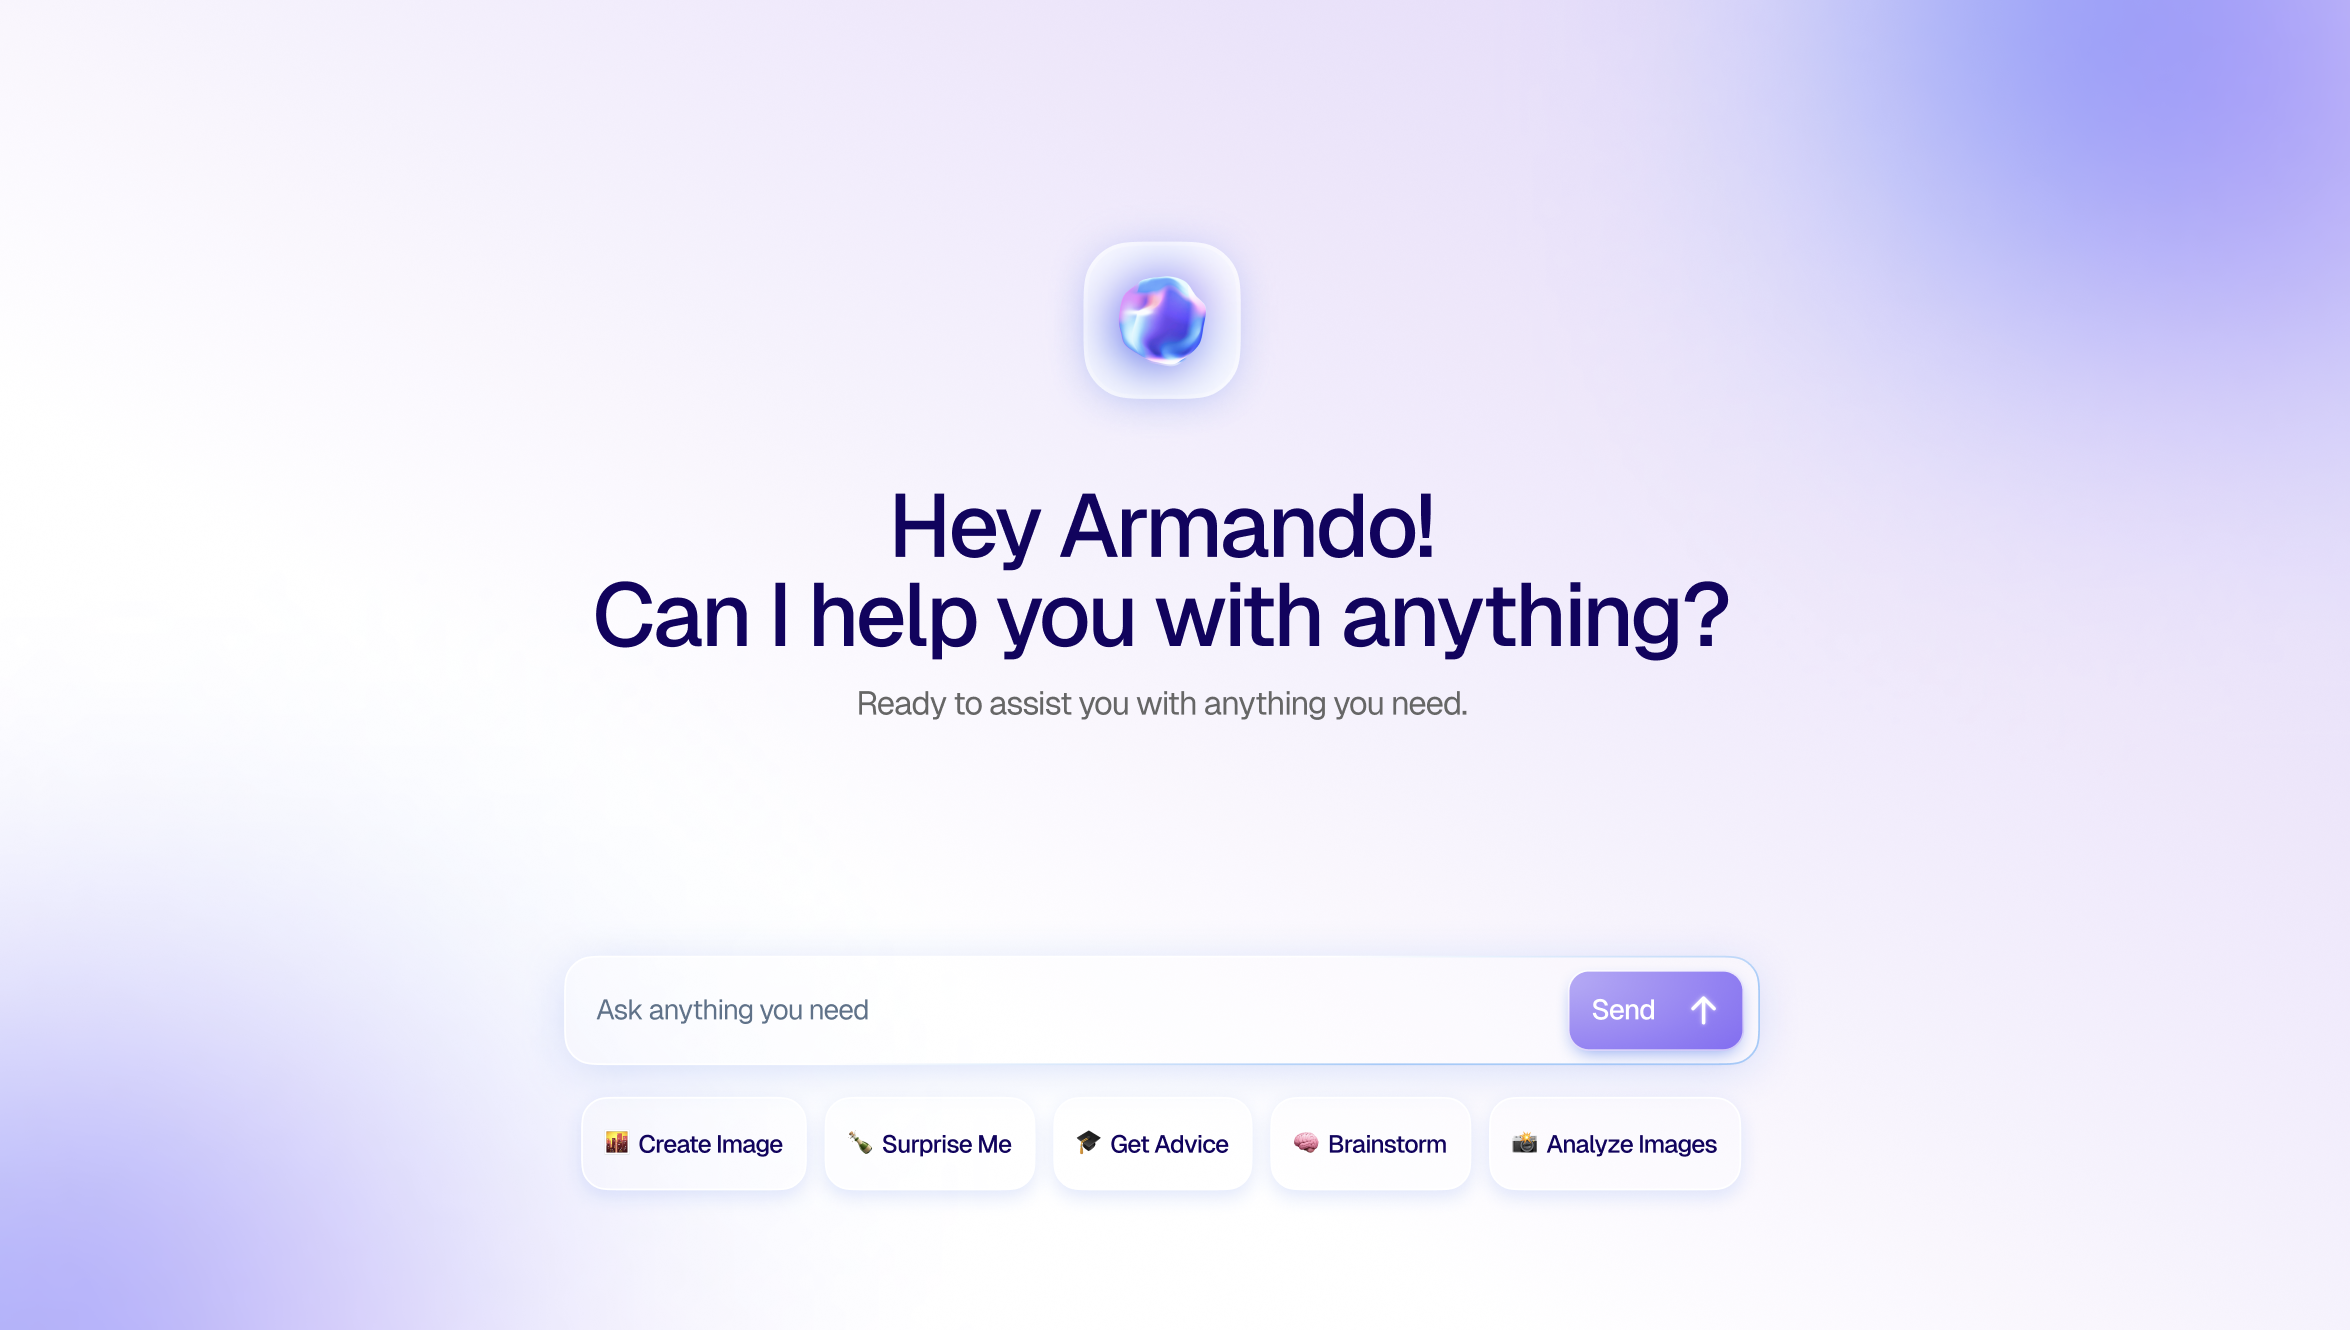 Hey Armando!
Can I help you with anything?
Ready to assist you with anything you need.
Ask anything you need
Send
Create Image
Surprise Me
Get Advice
Brainstorm
Analyze Images